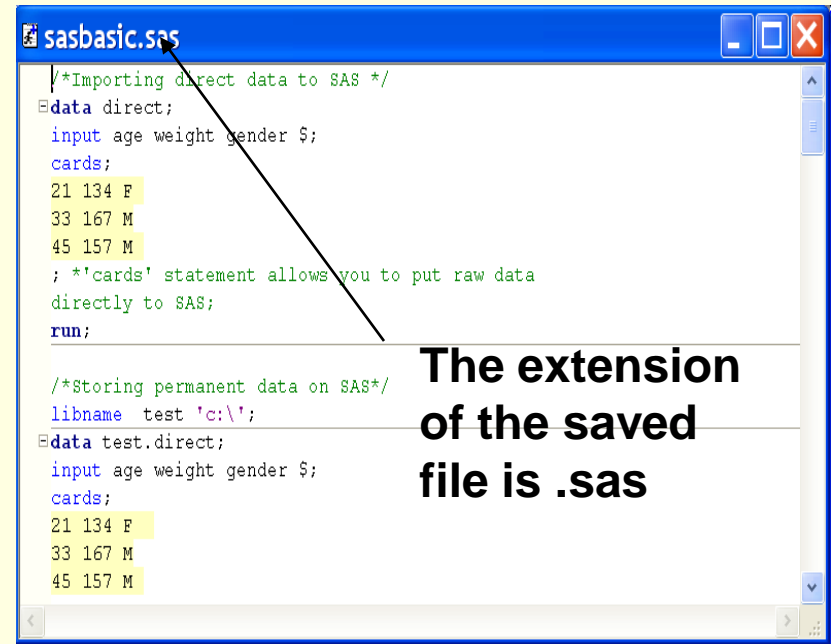 sasbasic.sas
/*Importing direct data to SAS */
data direct;
input age weight gender $;
cards;
21 134 F
33 167 M
45 157 M
; *'cards' statement allows you to put raw data
directly to SAS;
run;
/*Storing permanent data on SAS*/
libname  test 'c:\';
data test.direct;
input age weight gender $;
cards;
21 134 F
33 167 M
45 157 M
The extension
of the saved
file is .sas